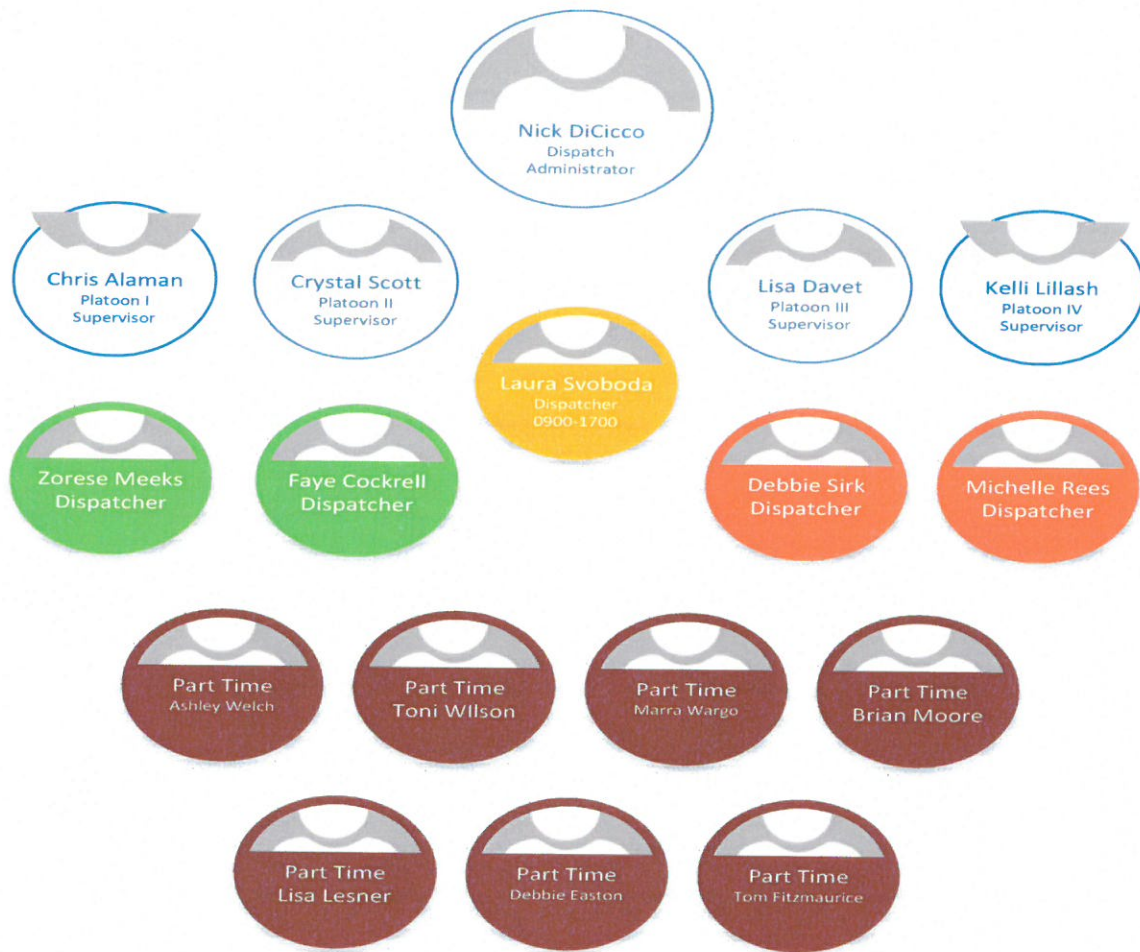 Nick DiCicco
Dispatch
Administrator
Chris Alaman
Platoon I
Supervisor
Crystal Scott
Platoon II
Supervisor
Lisa Davet
Platoon III
Supervisor
Kelli Lillash
Platoon IV
Supervisor
Laura Svoboda
Dispatcher
0900-1700
Zorese Meeks
Dispatcher
Faye Cockrell
Dispatcher
Debbie Sirk
Dispatcher
Michelle Rees
Dispatcher
Part Time
Ashley Welch
Part Time
Toni WIlson
Part Time
Marra Wargo
Part Time
Brian Moore
Part Time
Lisa Lesner
Part Time
Debbie Easton
Part Time
Tom Fitzmaurice